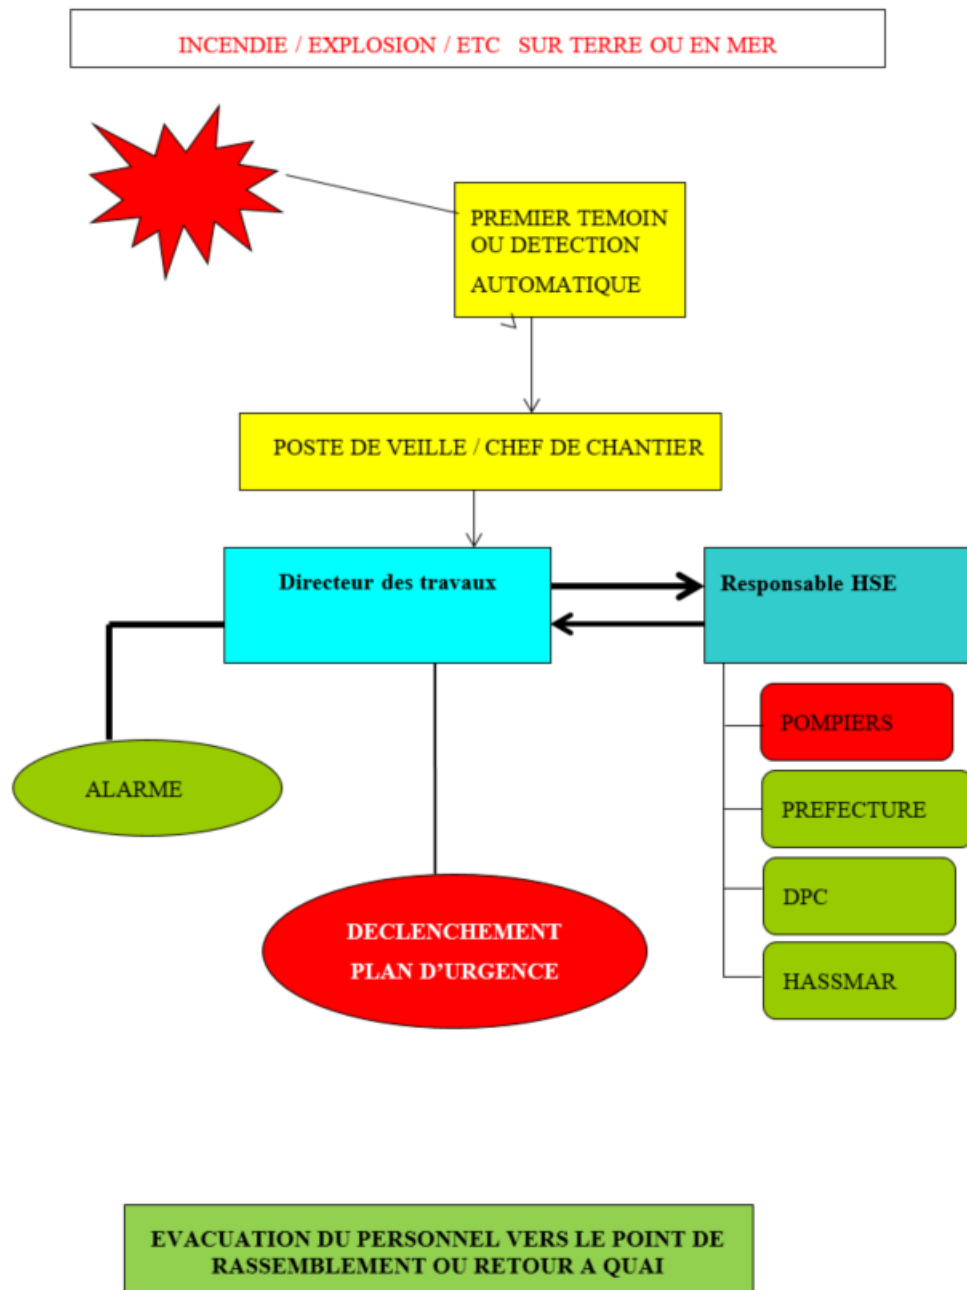 INCENDIE / EXPLOSION / ETC SUR TERRE OU EN MER
PREMIER TEMOIN
OU DETECTION
AUTOMATIQUE
POSTE DE VEILLE / CHEF DE CHANTIER
Directeur des travaux
Responsable HSE
POMPIERS
ALARME
PREFECTURE
DPC
DECLENCHEMENT
PLAN D’URGENCE
HASSMAR
EVACUATION DU PERSONNEL VERS LE POINT DE
RASSEMBLEMENT OU RETOUR A QUAI